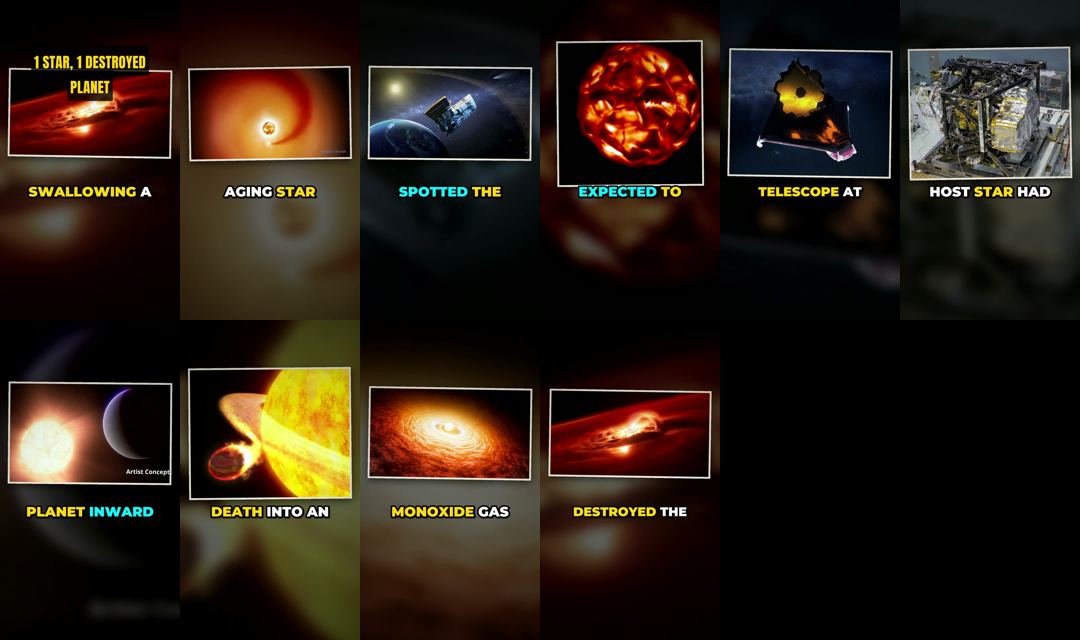 1 STAR, 1 DESTROYED
PLANET
SWALLOWING A
AGING STAR
SPOTTED THE
EXPECTED TO
TELESCOPE AT
HOST STAR HAD
Artist Concept
PLANET INWARD
DEATH INTO AN
MONOXIDE GAS
DESTROYED THE